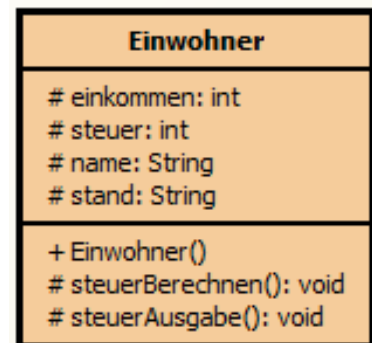 Einwohner
# einkommen: int
# steuer: int
# name: String
# stand: String
+ Einwohner()
# steuerBerechnen(): void
# steuerAusgabe(): void